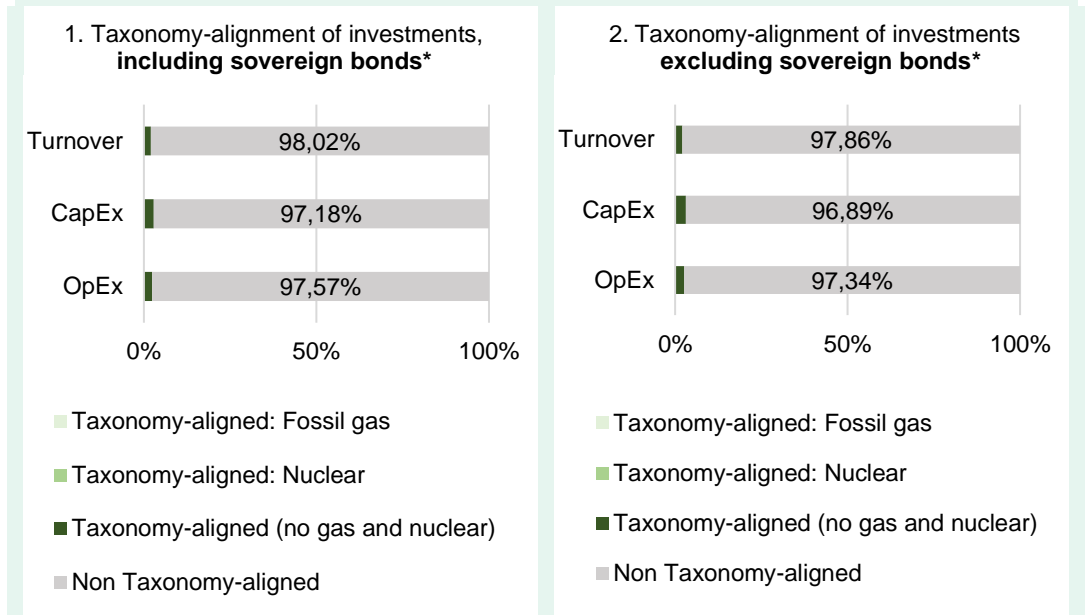 1. Taxonomy-alignment of investments,
including sovereign bonds*
Turnover
98,02%
CapEx
97,18%
OpEx
97,57%
0%
50%
100%
Taxonomy-aligned: Fossil gas
Taxonomy-aligned: Nuclear
Taxonomy-aligned (no gas and nuclear)
Non Taxonomy-aligned
2. Taxonomy-alignment of investments
excluding sovereign bonds*
Turnover
97,86%
CapEx
96,89%
OpEx
97,34%
0%
50%
100%
Taxonomy-aligned: Fossil gas
Taxonomy-aligned: Nuclear
Taxonomy-aligned (no gas and nuclear)
Non Taxonomy-aligned